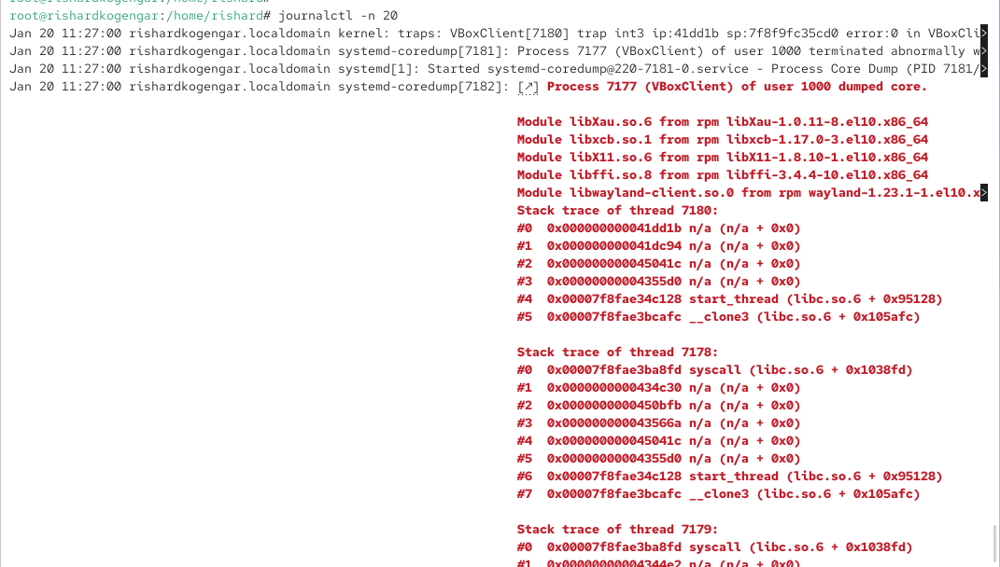 root@rishardkogengar:/home/rishard#
root@rishardkogengar:/home/rishard# journalctl -n 20
Jan 20 11:27:00 rishardkogengar.localdomain kernel: traps: VBoxClient[7180] trap int3 ip:41dd1b sp:7f8f9fc35cd0 error:0 in VBoxCli>
Jan 20 11:27:00 rishardkogengar.localdomain systemd-coredump[7181]: Process 7177 (VBoxClient) of user 1000 terminated abnormally w>
Jan 20 11:27:00 rishardkogengar.localdomain systemd[1]: Started systemd-coredump@220-7181-0.service - Process Core Dump (PID 7181/>
Jan 20 11:27:00 rishardkogengar.localdomain systemd-coredump[7182]: [↗] Process 7177 (VBoxClient) of user 1000 dumped core.
Module libXau.so.6 from rpm libXau-1.0.11-8.el10.x86_64
Module libxcb.so.1 from rpm libxcb-1.17.0-3.el10.x86_64
Module libX11.so.6 from rpm libX11-1.8.10-1.el10.x86_64
Module libffi.so.8 from rpm libffi-3.4.4-10.el10.x86_64
Module libwayland-client.so.0 from rpm wayland-1.23.1-1.el10.x>
Stack trace of thread 7180:
#0  0x000000000041dd1b n/a (n/a + 0x0)
#1  0x000000000041dc94 n/a (n/a + 0x0)
#2  0x000000000045041c n/a (n/a + 0x0)
#3  0x00000000004355d0 n/a (n/a + 0x0)
#4  0x00007f8fae34c128 start_thread (libc.so.6 + 0x95128)
#5  0x00007f8fae3bcafc __clone3 (libc.so.6 + 0x105afc)
Stack trace of thread 7178:
#0  0x00007f8fae3ba8fd syscall (libc.so.6 + 0x1038fd)
#1  0x0000000000434c30 n/a (n/a + 0x0)
#2  0x0000000000450bfb n/a (n/a + 0x0)
#3  0x000000000043566a n/a (n/a + 0x0)
#4  0x000000000045041c n/a (n/a + 0x0)
#5  0x00000000004355d0 n/a (n/a + 0x0)
#6  0x00007f8fae34c128 start_thread (libc.so.6 + 0x95128)
#7  0x00007f8fae3bcafc __clone3 (libc.so.6 + 0x105afc)
Stack trace of thread 7179:
#0  0x00007f8fae3ba8fd syscall (libc.so.6 + 0x1038fd)
#1  0x00000000004344e2 n/a (n/a + 0x0)